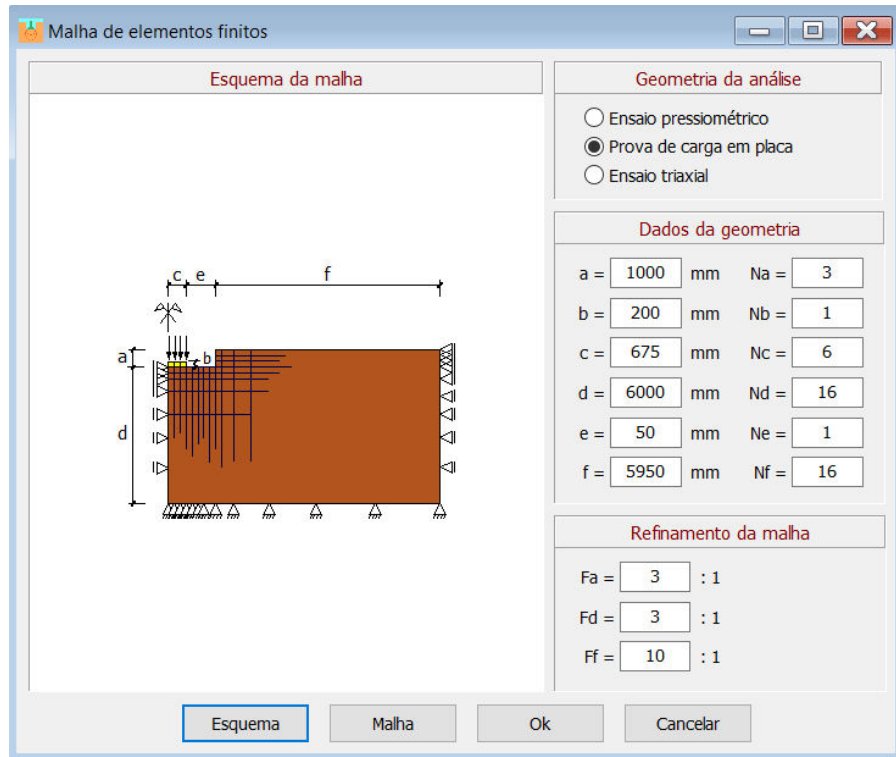 Malha de elementos finitos
Esquema da malha
c e f
a
b
d
Geometria da análise
Ensaio pressiométrico
Prova de carga em placa
Ensaio triaxial
Dados da geometria
a = 1000 mm Na = 3
b = 200 mm Nb = 1
c = 675 mm Nc = 6
d = 6000 mm Nd = 16
e = 50 mm Ne = 1
f = 5950 mm Nf = 16
Refinamento da malha
Fa = 3 : 1
Fd = 3 : 1
Ff = 10 : 1
Esquema Malha Ok Cancelar